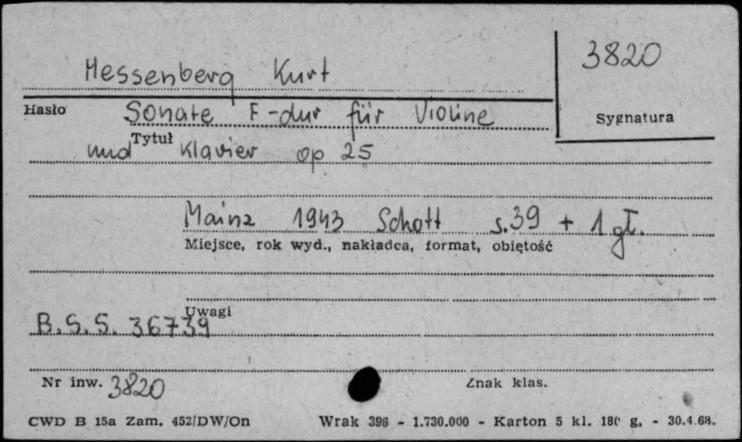 Hessenberg Kurt
3820
Hasło
Sonate F-dur für Violine
Sygnatura
Tytuł
und Klavier op 25
Mainz 1943 Schott s.39 + 1 gł.
Miejsce, rok wyd., nakładca, format, objętość
Uwagi
B.S.S. 36739
Nr inw. 3820
Znak klas.
CWD B 15a Zam. 452/DW/On Wrak 396 - 1.730.000 - Karton 5 kl. 180 g, - 30.4.68.